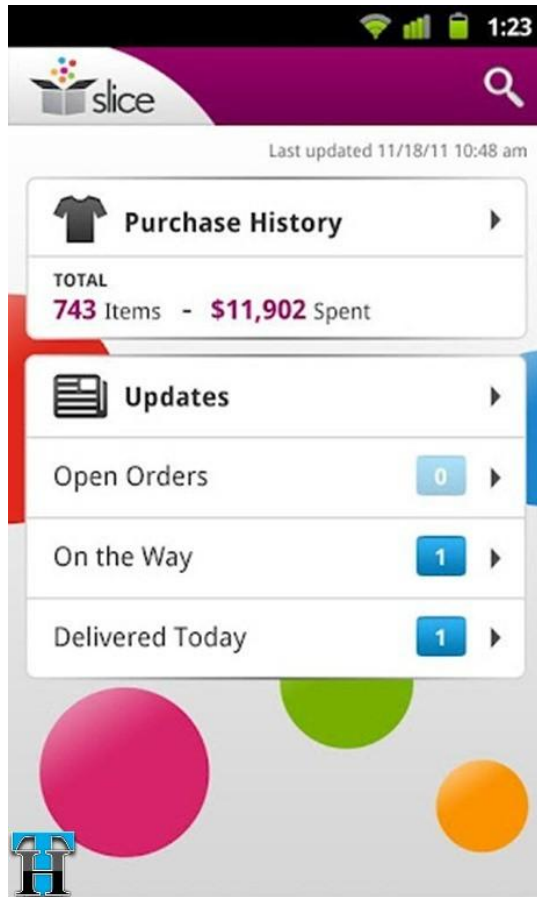 1:23
slice
Last updated 11/18/11 10:48 am
Purchase History
TOTAL
743 Items - $11,902 Spent
Updates
Open Orders 0
On the Way 1
Delivered Today 1
TH